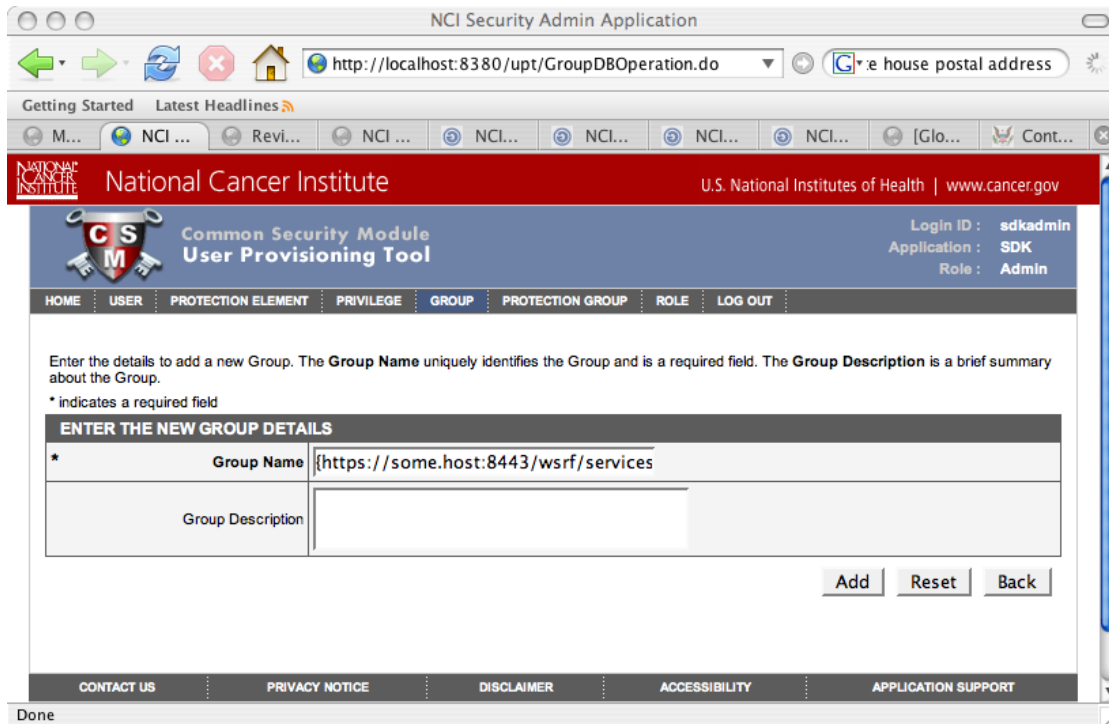 NCI Security Admin Application
http://localhost:8380/upt/GroupDBOperation.do
G :e house postal address
Getting Started Latest Headlines
M... NCI ... Revi... NCI ... NCI... NCI... NCI... NCI... [Glo... Cont...
NATIONAL CANCER INSTITUTE
National Cancer Institute
U.S. National Institutes of Health | www.cancer.gov
C S M
Common Security Module
User Provisioning Tool
Login ID : sdkadmin
Application : SDK
Role : Admin
HOME USER PROTECTION ELEMENT PRIVILEGE GROUP PROTECTION GROUP ROLE LOG OUT
Enter the details to add a new Group. The Group Name uniquely identifies the Group and is a required field. The Group Description is a brief summary
about the Group.
* indicates a required field
ENTER THE NEW GROUP DETAILS
* Group Name {https://some.host:8443/wsrf/services
Group Description
Add Reset Back
CONTACT US PRIVACY NOTICE DISCLAIMER ACCESSIBILITY APPLICATION SUPPORT
Done